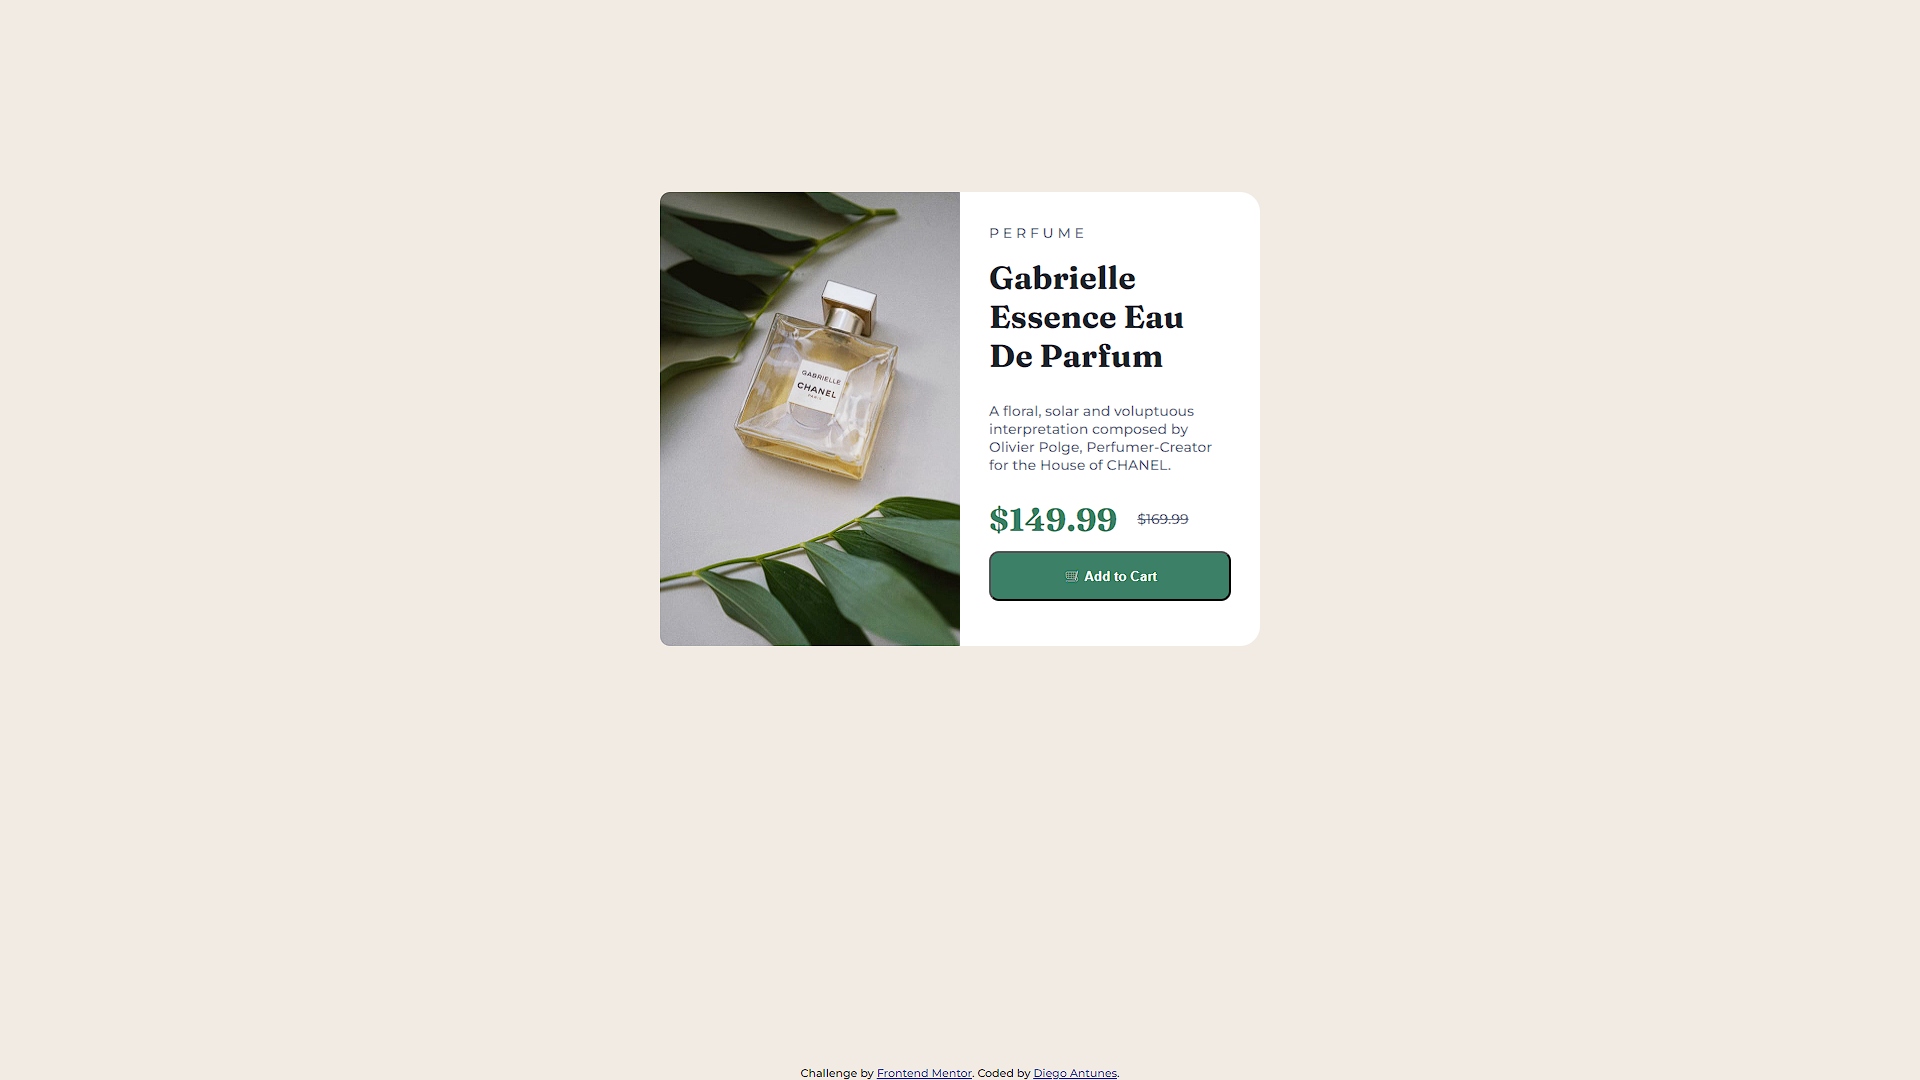 GABRIELLE
CHANEL
PARIS
PERFUME
Gabrielle
Essence Eau
De Parfum
A floral, solar and voluptuous
interpretation composed by
Olivier Polge, Perfumer-Creator
for the House of CHANEL.
$149.99 $169.99
🛒 Add to Cart
Challenge by Frontend Mentor. Coded by Diego Antunes.